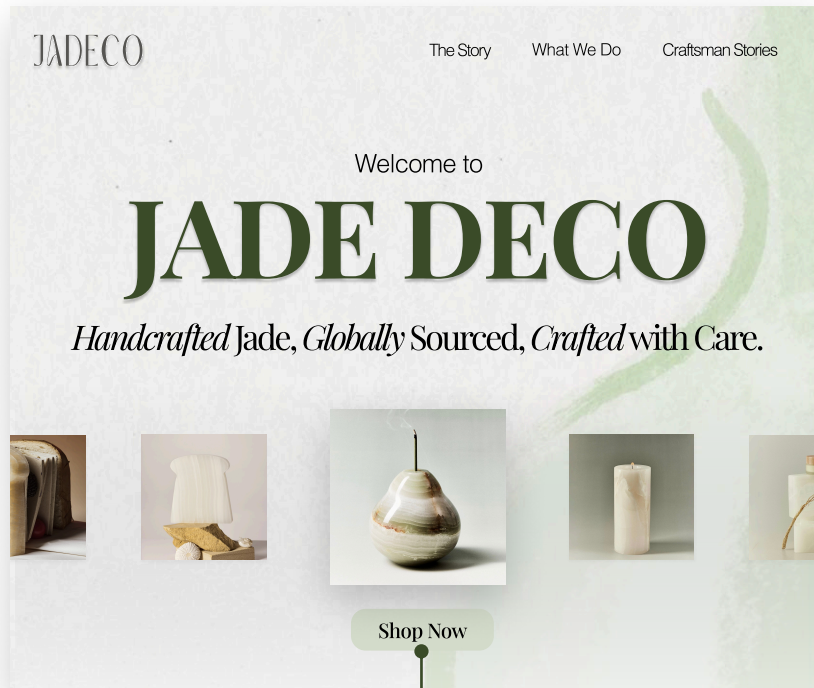 JADECO
The Story
What We Do
Craftsman Stories
Welcome to
JADE DECO
Handcrafted Jade, Globally Sourced, Crafted with Care.
Shop Now